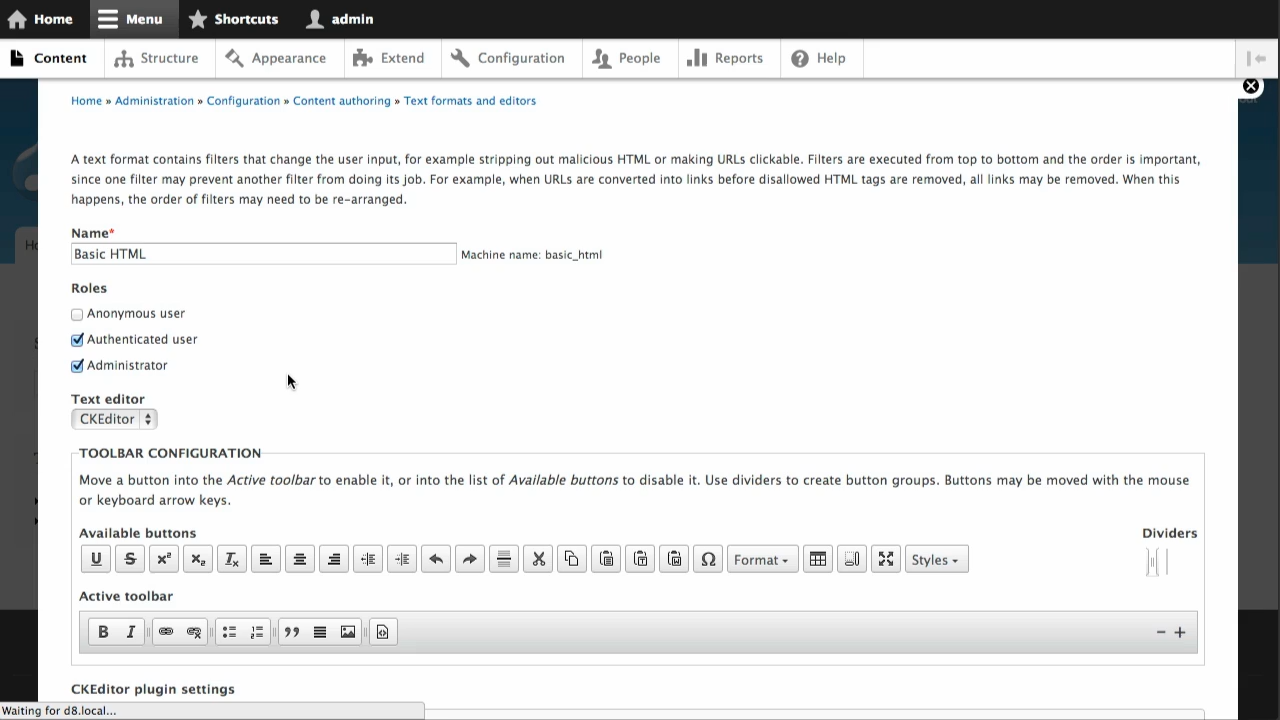 Home Menu Shortcuts admin
Content Structure Appearance Extend Configuration People Reports Help
Home » Administration » Configuration » Content authoring » Text formats and editors
A text format contains filters that change the user input, for example stripping out malicious HTML or making URLs clickable. Filters are executed from top to bottom and the order is important,
since one filter may prevent another filter from doing its job. For example, when URLs are converted into links before disallowed HTML tags are removed, all links may be removed. When this
happens, the order of filters may need to be re-arranged.
Name*
Basic HTML Machine name: basic_html
Roles
Anonymous user
Authenticated user
Administrator
Text editor
CKEditor
TOOLBAR CONFIGURATION
Move a button into the Active toolbar to enable it, or into the list of Available buttons to disable it. Use dividers to create button groups. Buttons may be moved with the mouse
or keyboard arrow keys.
Available buttons Dividers
U S x² x₂ Tx Ω Format Styles
Active toolbar
B I
CKEditor plugin settings
Waiting for d8.local...